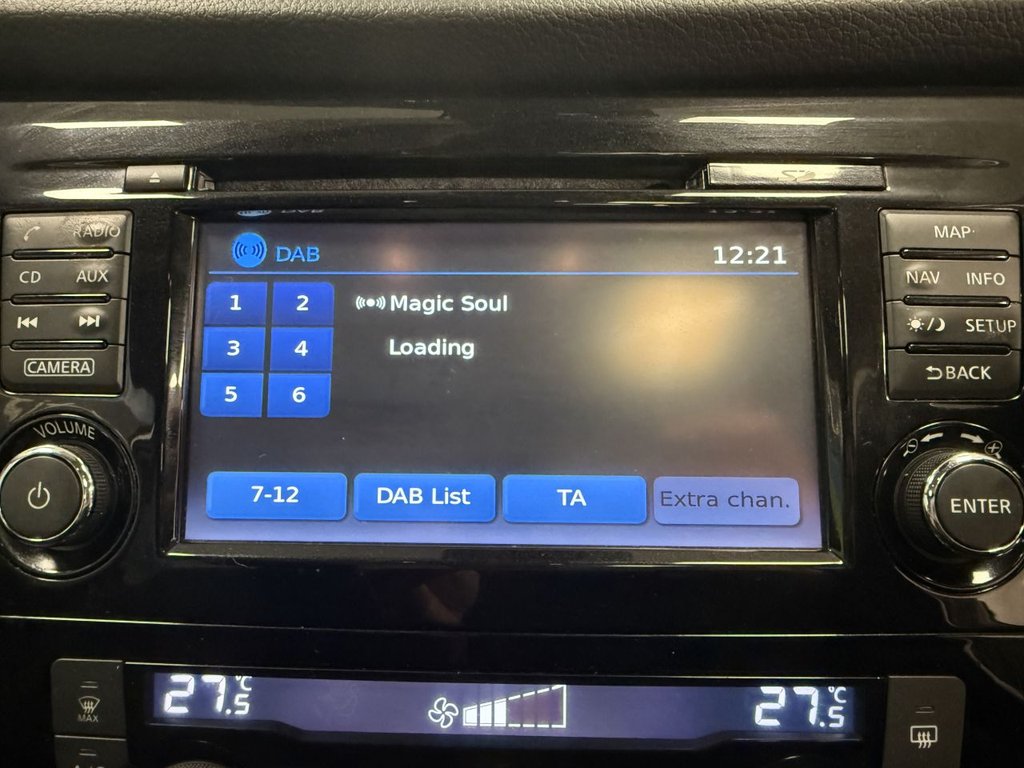 RADIO
CD AUX
CAMERA
VOLUME
DAB 12:21
1 2 Magic Soul
3 4 Loading
5 6
7-12 DAB List TA Extra chan.
MAP
NAV INFO
SETUP
BACK
ENTER
27.5°C 27.5°C
MAX